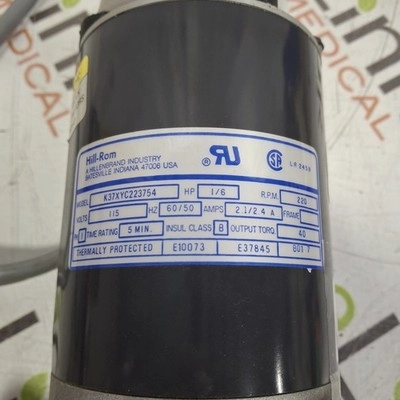 Hill-Rom
A HILLENBRAND INDUSTRY
BATESVILLE INDIANA 47006 USA
MODEL K37XYC223754 HP 1/6 R.P.M. 220
VOLTS 115 HZ 60/50 AMPS 2.1/2.4 A FRAME
TIME RATING 5 MIN. INSUL CLASS B OUTPUT TORQ. 40
THERMALLY PROTECTED E10073 E37845
MEDICAL
MEDICAL